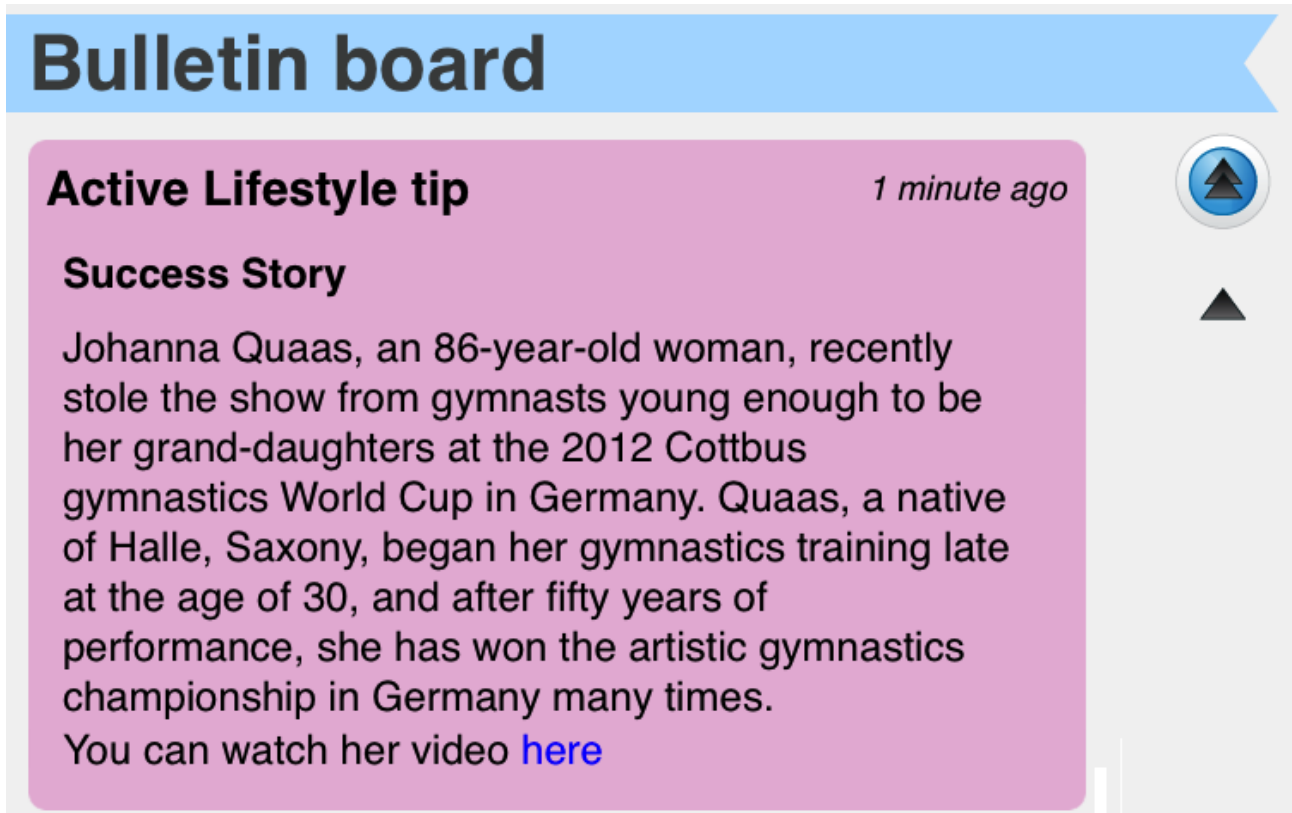 Bulletin board
Active Lifestyle tip
1 minute ago
Success Story
Johanna Quaas, an 86-year-old woman, recently
stole the show from gymnasts young enough to be
her grand-daughters at the 2012 Cottbus
gymnastics World Cup in Germany. Quaas, a native
of Halle, Saxony, began her gymnastics training late
at the age of 30, and after fifty years of
performance, she has won the artistic gymnastics
championship in Germany many times.
You can watch her video here